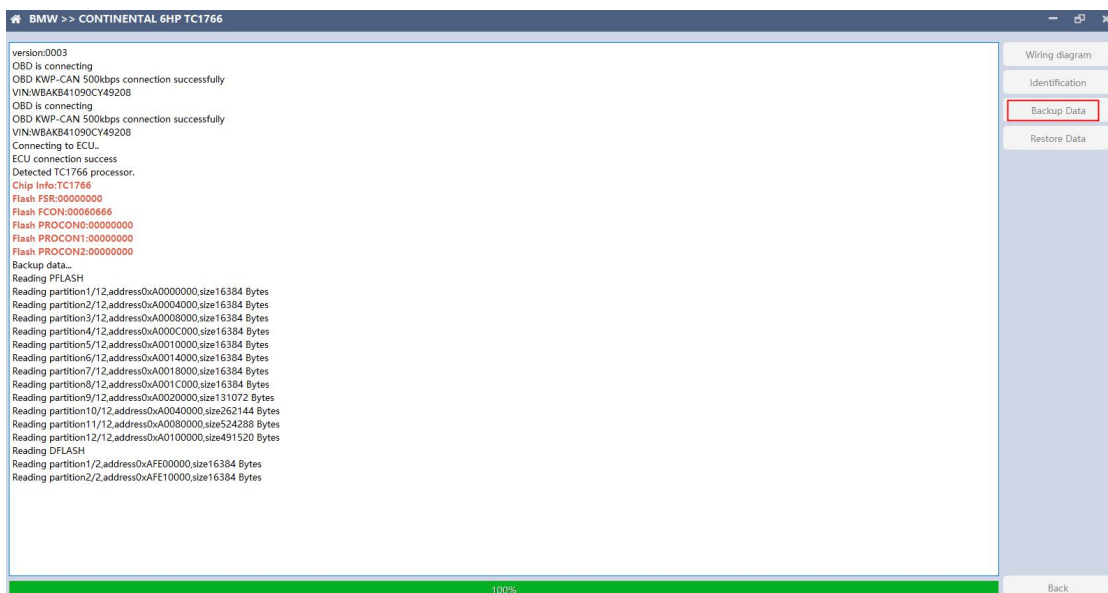 BMW >> CONTINENTAL 6HP TC1766
version:0003
OBD is connecting
OBD KWP-CAN 500kbps connection successfully
VIN:WBAKB41090CY49208
OBD is connecting
OBD KWP-CAN 500kbps connection successfully
VIN:WBAKB41090CY49208
Connecting to ECU..
ECU connection success
Detected TC1766 processor.
Chip Info:TC1766
Flash FSR:00000000
Flash FCON:00060666
Flash PROCON0:00000000
Flash PROCON1:00000000
Flash PROCON2:00000000
Backup data...
Reading PFLASH
Reading partition1/12,address0xA0000000,size16384 Bytes
Reading partition2/12,address0xA0004000,size16384 Bytes
Reading partition3/12,address0xA0008000,size16384 Bytes
Reading partition4/12,address0xA000C000,size16384 Bytes
Reading partition5/12,address0xA0010000,size16384 Bytes
Reading partition6/12,address0xA0014000,size16384 Bytes
Reading partition7/12,address0xA0018000,size16384 Bytes
Reading partition8/12,address0xA001C000,size16384 Bytes
Reading partition9/12,address0xA0020000,size131072 Bytes
Reading partition10/12,address0xA0040000,size262144 Bytes
Reading partition11/12,address0xA0080000,size524288 Bytes
Reading partition12/12,address0xA0100000,size491520 Bytes
Reading DFLASH
Reading partition1/2,address0xAFE00000,size16384 Bytes
Reading partition2/2,address0xAFE10000,size16384 Bytes
100%
Wiring diagram
Identification
Backup Data
Restore Data
Back